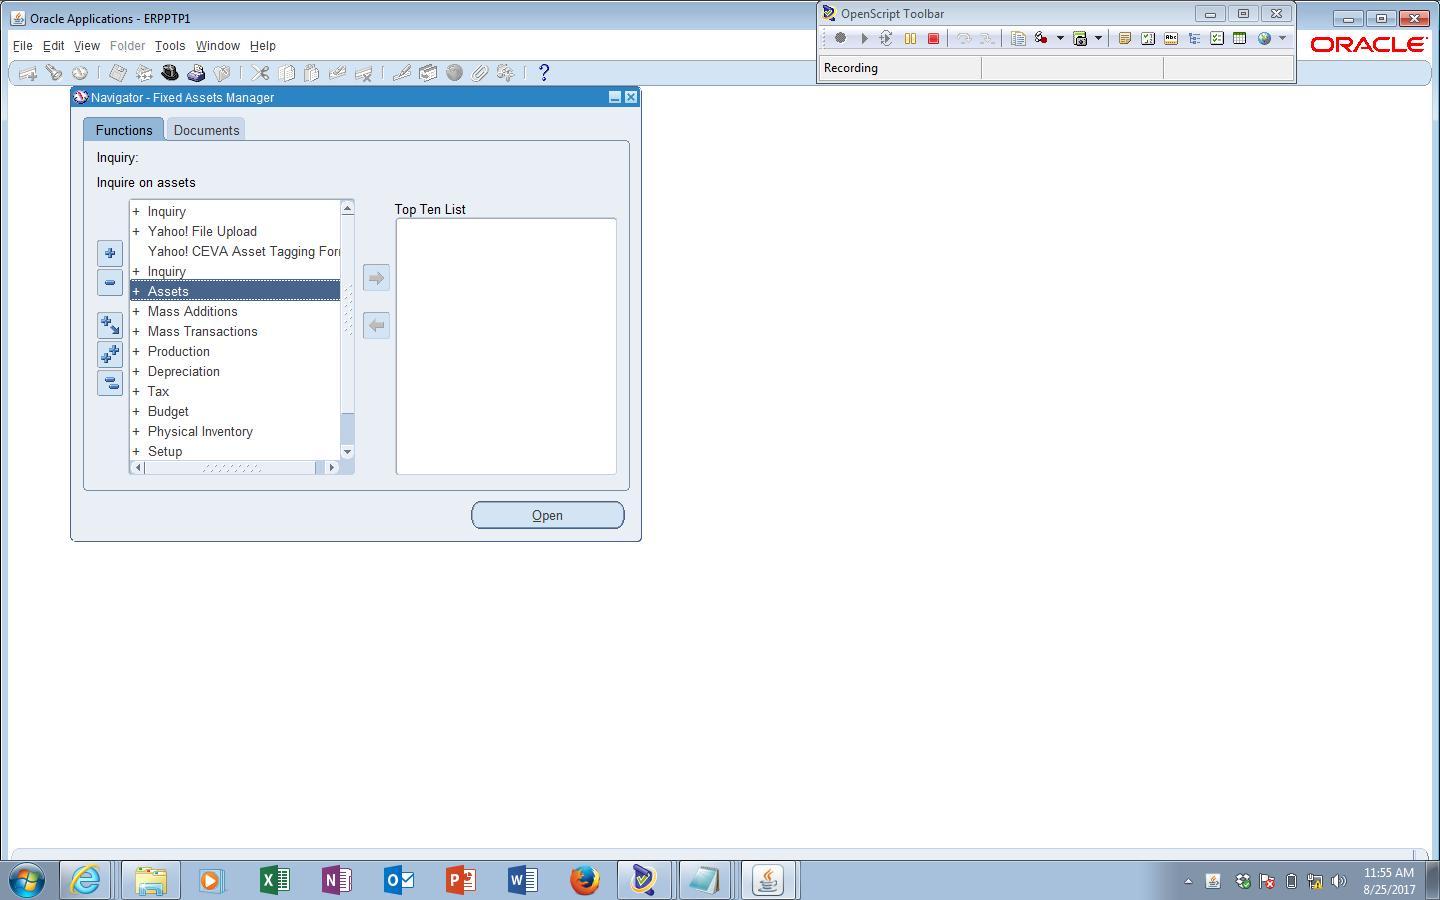 Oracle Applications - ERPPTP1
OpenScript Toolbar
File Edit View Folder Tools Window Help
ORACLE
Recording
Navigator - Fixed Assets Manager
Functions
Documents
Inquiry:
Inquire on assets
Top Ten List
+ Inquiry
+ Yahoo! File Upload
Yahoo! CEVA Asset Tagging For
+ Inquiry
+ Assets
+ Mass Additions
+ Mass Transactions
+ Production
+ Depreciation
+ Tax
+ Budget
+ Physical Inventory
+ Setup
Open
11:55 AM
8/25/2017